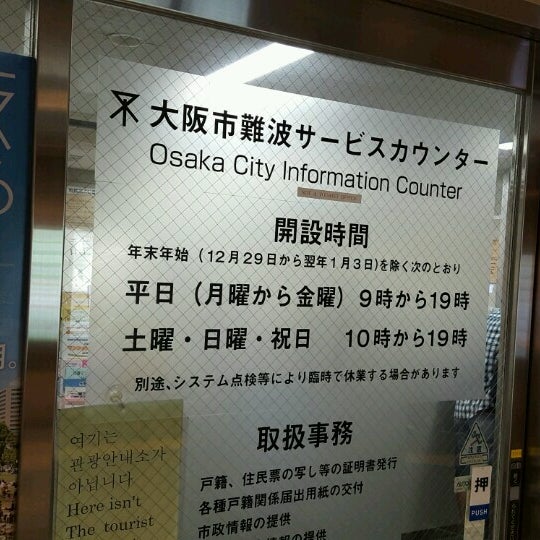 大阪市難波サービスカウンター
Osaka City Information Counter
開設時間
年末年始（12月29日から翌年1月3日)を除く次のとおり
平日（月曜から金曜）9時から19時
土曜・日曜・祝日　10時から19時
別途、システム点検等により臨時で休業する場合があります
取扱事務
戸籍、住民票の写し等の証明書発行
各種戸籍関係届出用紙の交付
市政情報の提供
情報の提供
여기는
관광안내소가
아닙니다
Here isn't
The tourist
注意
押
PUSH